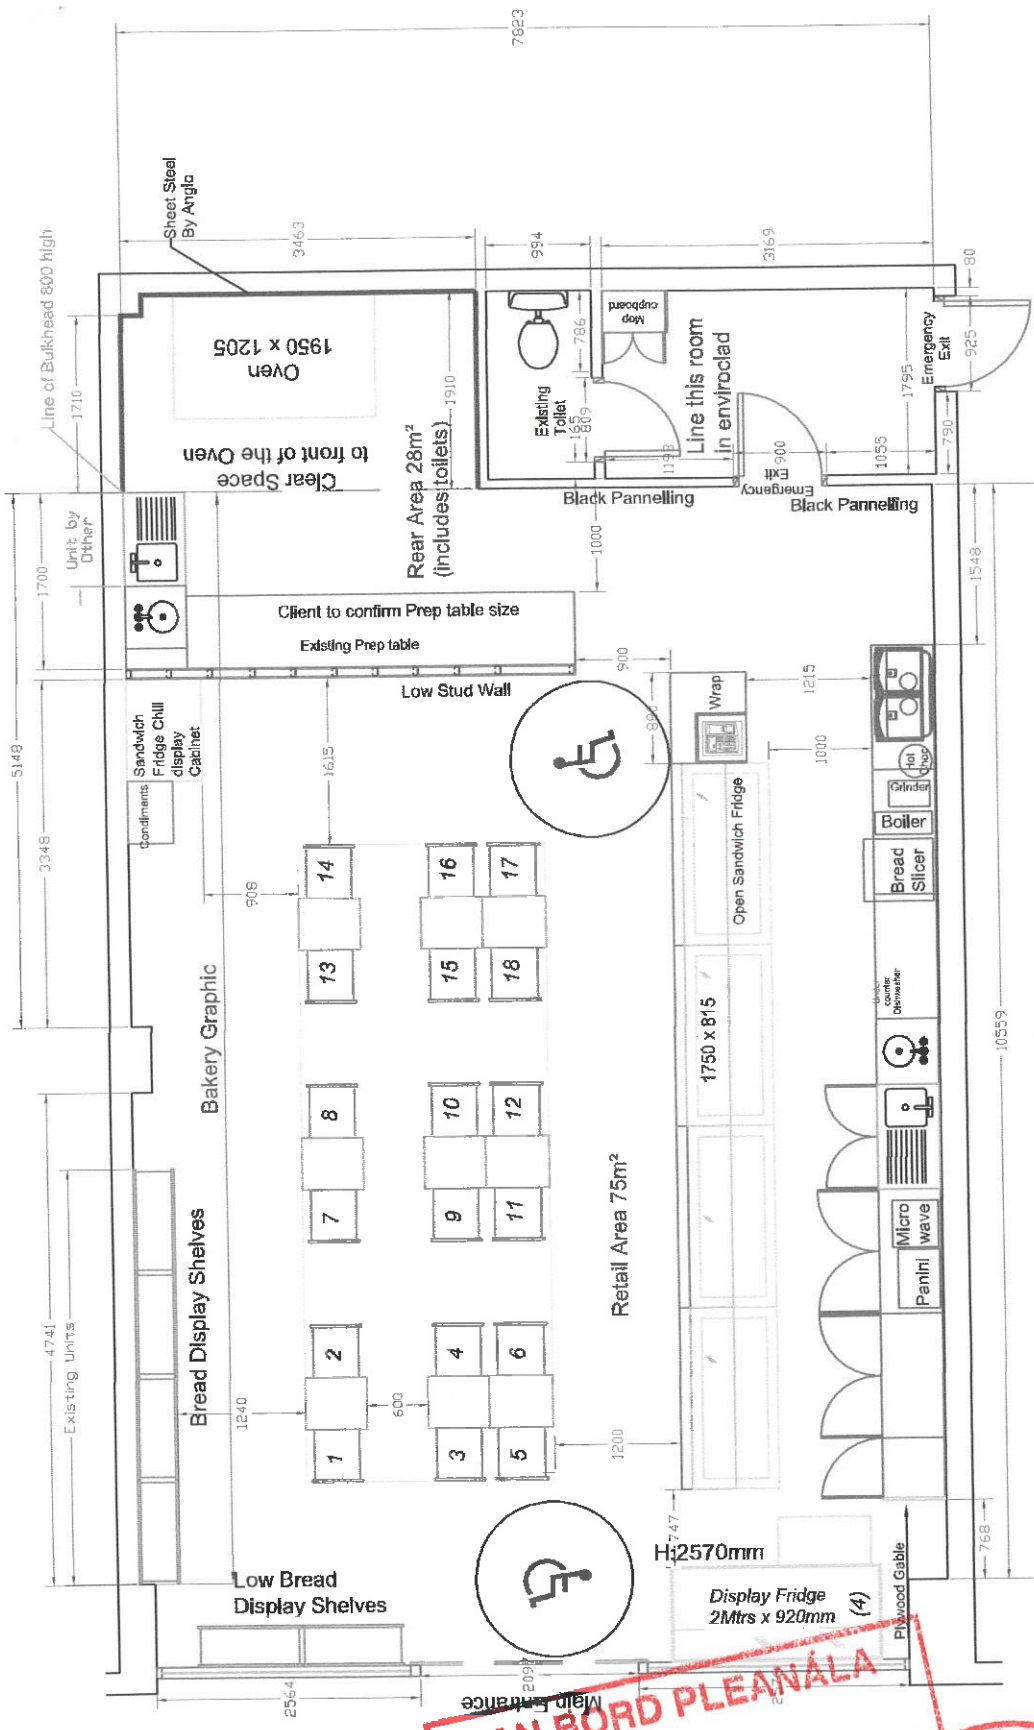 7823
Line of Bulkhead 800 high
Sheet Steel
By Anglo
3463
994
3169
80
1710
5148
1700
Unit by
Other
Oven
1950 x 1205
Clear Space
to front of the Oven
1910
Rear Area 28m²
(includes toilets)
Existing
Toilet
786
809
165
Mop
cupboard
Line this room
in enviroclad
1795
Emergency
Exit
925
790
900
Emergency
Exit
1055
Black Pannelling
Black Pannelling
1000
1548
Client to confirm Prep table size
Existing Prep table
Low Stud Wall
900
3348
Sandwich
Fridge Chill
display
Cabinet
Condiments
1615
Wrap
1215
1000
Hot
Choc
Grinder
Boiler
Bread
Slicer
908
14
16
17
13
15
18
Open Sandwich Fridge
Bakery Graphic
1750 x 815
counter
Dishwasher
10559
8
10
12
7
9
11
Retail Area 75m²
Micro
wave
Panini
4741
Existing Units
Bread Display Shelves
1240
2
4
6
600
1
3
5
1200
747
768
H:2570mm
Low Bread
Display Shelves
Display Fridge
2Mtrs x 920mm
(4)
Plywood Gable
2564
Main Entrance
AN BORD PLEANÁLA